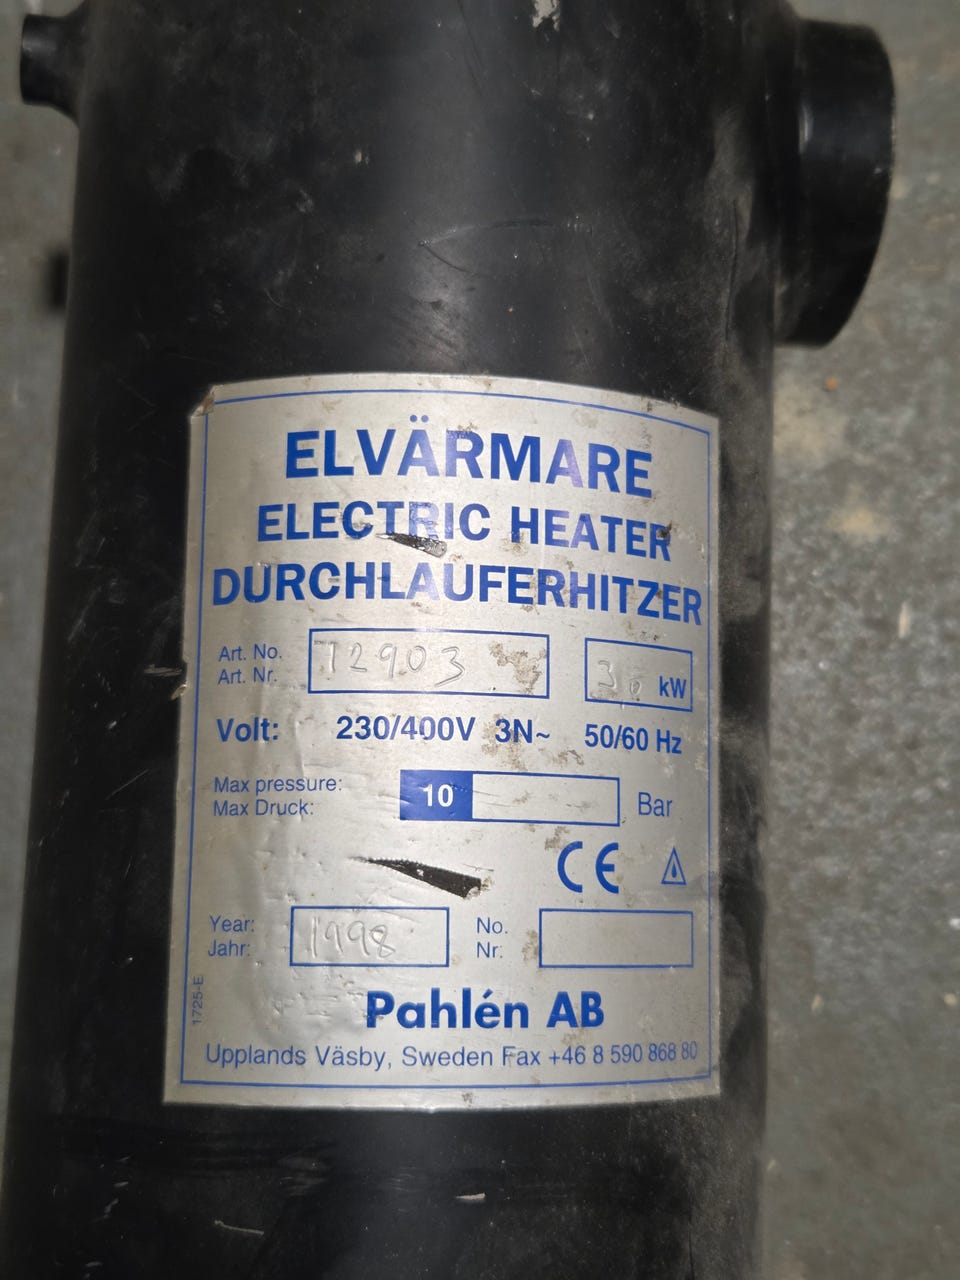 ELVÄRMARE
ELECTRIC HEATER
DURCHLAUFERHITZER
Art. No.
Art. Nr.
12903
36 kW
Volt: 230/400V 3N~ 50/60 Hz
Max pressure:
Max Druck:
10
Bar
CE
Year:
Jahr:
1998
No.
Nr.
1725-E
Pahlén AB
Upplands Väsby, Sweden Fax +46 8 590 868 80